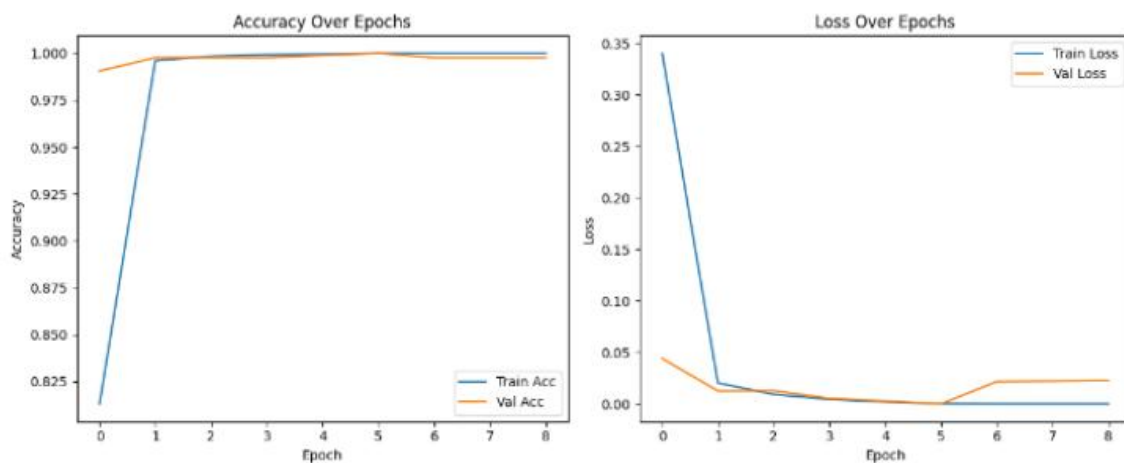 Accuracy Over Epochs
1.000
0.975
0.950
0.925
0.900
0.875
0.850
0.825
Accuracy
0 1 2 3 4 5 6 7 8
Epoch
Train Acc
Val Acc
Loss Over Epochs
0.35
0.30
0.25
0.20
0.15
0.10
0.05
0.00
Loss
0 1 2 3 4 5 6 7 8
Epoch
Train Loss
Val Loss